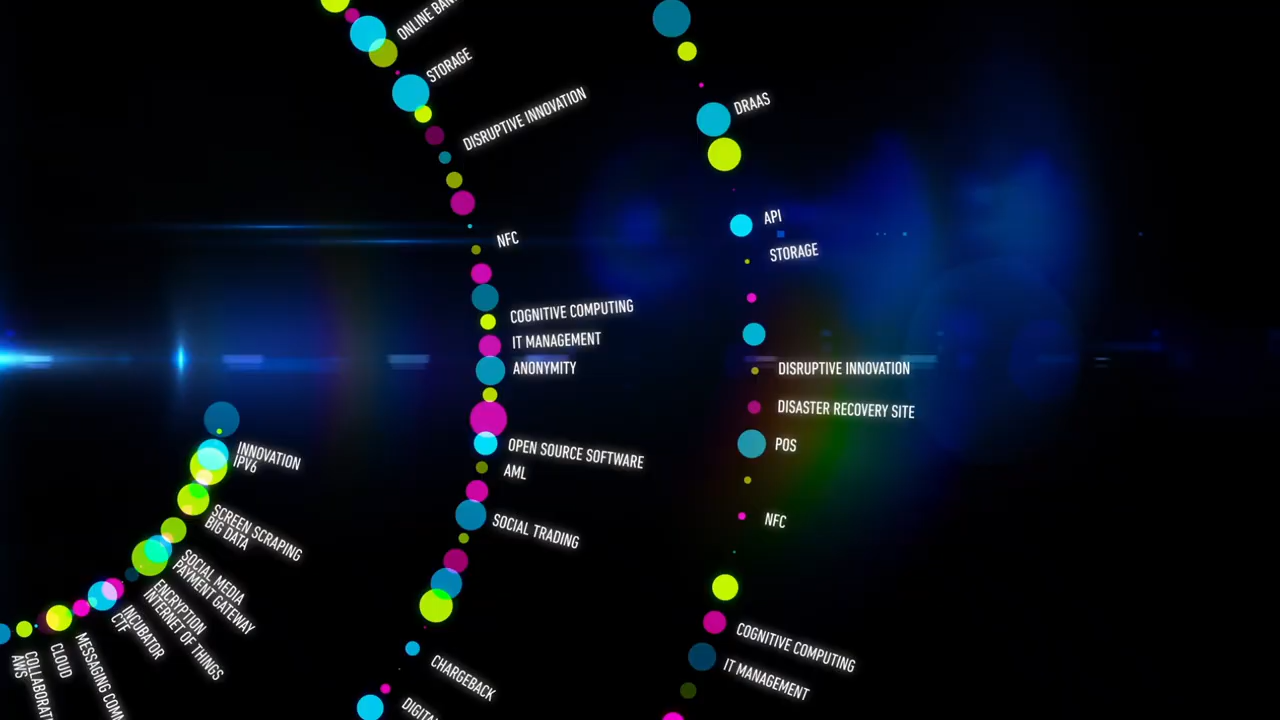 ONLINE
STORAGE
DISRUPTIVE INNOVATION
NFC
COGNITIVE COMPUTING
IT MANAGEMENT
ANONYMITY
OPEN SOURCE SOFTWARE
AML
SOCIAL TRADING
CHARGEBACK
DRAAS
API
STORAGE
DISRUPTIVE INNOVATION
DISASTER RECOVERY SITE
POS
NFC
COGNITIVE COMPUTING
IT MANAGEMENT
INNOVATION
IPV6
SCREEN SCRAPING
BIG DATA
SOCIAL MEDIA
PAYMENT GATEWAY
ENCRYPTION
INTERNET OF THINGS
INCUBATOR
CTF
MESSAGING
CLOUD
AWS